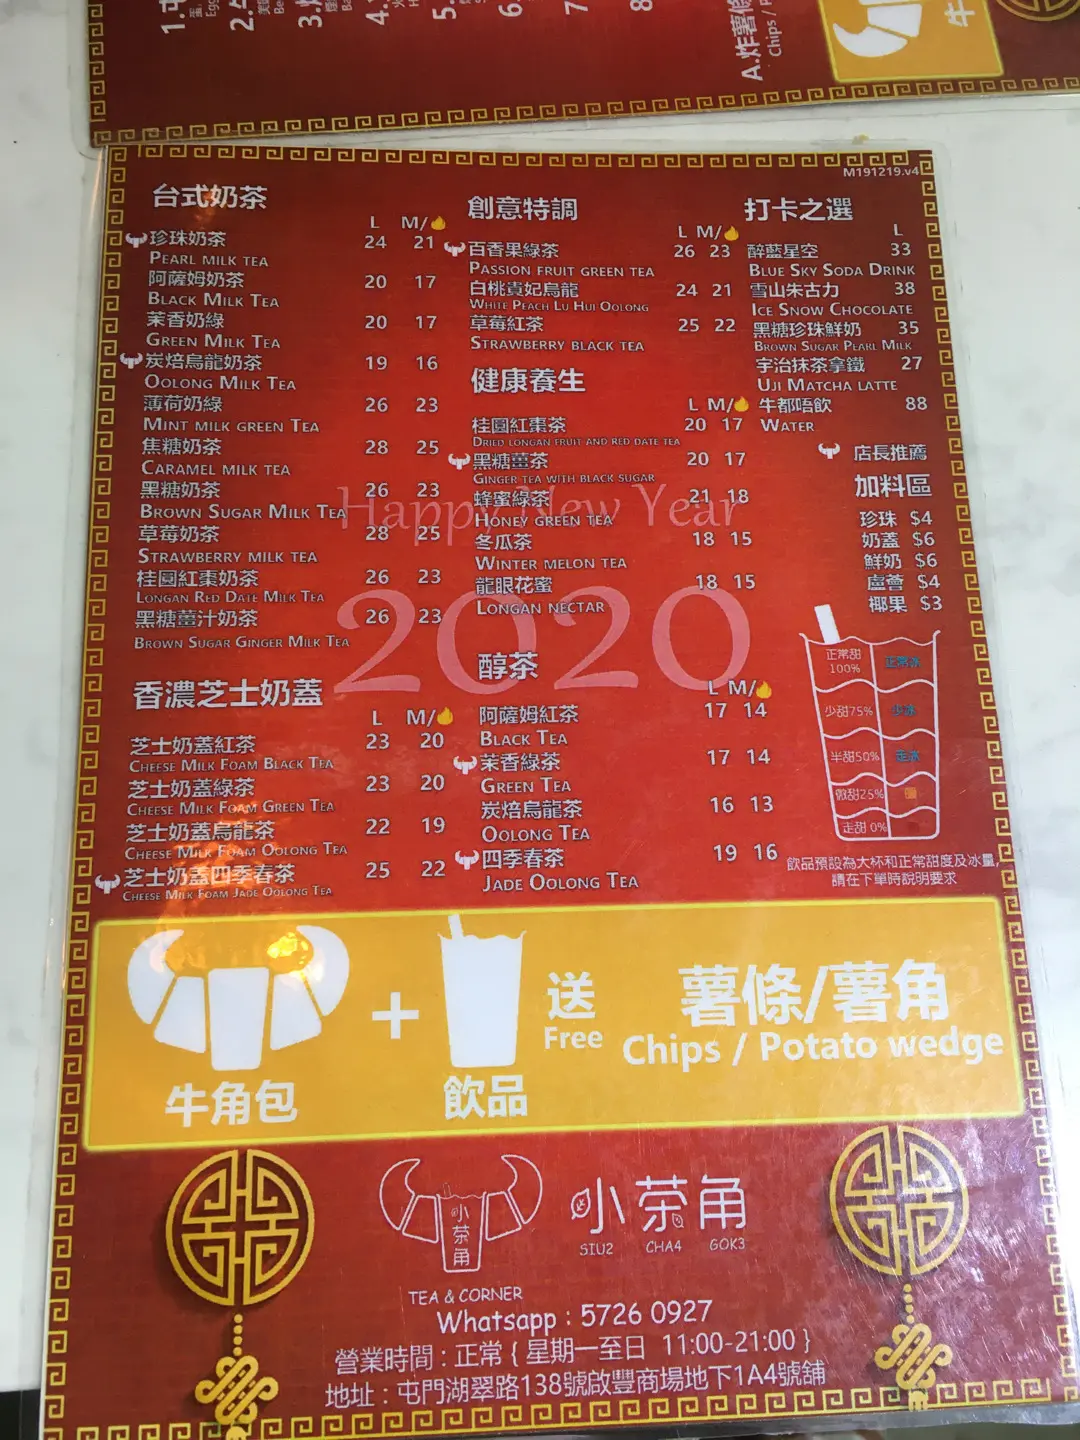 A.炸薯條
Chips /
牛
M191219.v4
台式奶茶
L M/
珍珠奶茶 24 21
PEARL MILK TEA
阿薩姆奶茶 20 17
BLACK MILK TEA
茉香奶綠 20 17
GREEN MILK TEA
炭焙烏龍奶茶 19 16
OOLONG MILK TEA
薄荷奶綠 26 23
MINT MILK GREEN TEA
焦糖奶茶 28 25
CARAMEL MILK TEA
黑糖奶茶 26 23
BROWN SUGAR MILK TEA
草莓奶茶 28 25
STRAWBERRY MILK TEA
桂圓紅棗奶茶 26 23
LONGAN RED DATE MILK TEA
黑糖薑汁奶茶 26 23
BROWN SUGAR GINGER MILK TEA
香濃芝士奶蓋
L M/
芝士奶蓋紅茶 23 20
CHEESE MILK FOAM BLACK TEA
芝士奶蓋綠茶 23 20
CHEESE MILK FOAM GREEN TEA
芝士奶蓋烏龍茶 22 19
CHEESE MILK FOAM OOLONG TEA
芝士奶蓋四季春茶 25 22
CHEESE MILK FOAM JADE OOLONG TEA
創意特調
L M/
百香果綠茶 26 23
PASSION FRUIT GREEN TEA
白桃貴妃烏龍 24 21
WHITE PEACH LU HUI OOLONG
草莓紅茶 25 22
STRAWBERRY BLACK TEA
健康養生
L M/
桂圓紅棗茶 20 17
DRIED LONGAN FRUIT AND RED DATE TEA
黑糖薑茶 20 17
GINGER TEA WITH BLACK SUGAR
蜂蜜綠茶 21 18
HONEY GREEN TEA
冬瓜茶 18 15
WINTER MELON TEA
龍眼花蜜 18 15
LONGAN NECTAR
醇茶
L M/
阿薩姆紅茶 17 14
BLACK TEA
茉香綠茶 17 14
GREEN TEA
炭焙烏龍茶 16 13
OOLONG TEA
四季春茶 19 16
JADE OOLONG TEA
打卡之選
L
醉藍星空 33
BLUE SKY SODA DRINK
雪山朱古力 38
ICE SNOW CHOCOLATE
黑糖珍珠鮮奶 35
BROWN SUGAR PEARL MILK
宇治抹茶拿鐵 27
UJI MATCHA LATTE
牛都唔飲 88
WATER
店長推薦
加料區
珍珠 $4
奶蓋 $6
鮮奶 $6
蘆薈 $4
椰果 $3
正常甜 正常冰
100%
少甜75% 少冰
半甜50% 走冰
微甜25%
走甜 0%
飲品預設為大杯和正常甜度及冰量,
請在下單時說明要求
Happy New Year
2020
牛角包
+
飲品
送
Free
薯條/薯角
Chips / Potato wedge
小茶角
TEA & CORNER
小茶角
SIU2 CHA4 GOK3
Whatsapp : 5726 0927
營業時間 : 正常 { 星期一至日 11:00-21:00 }
地址 : 屯門湖翠路138號啟豐商場地下1A4號舖